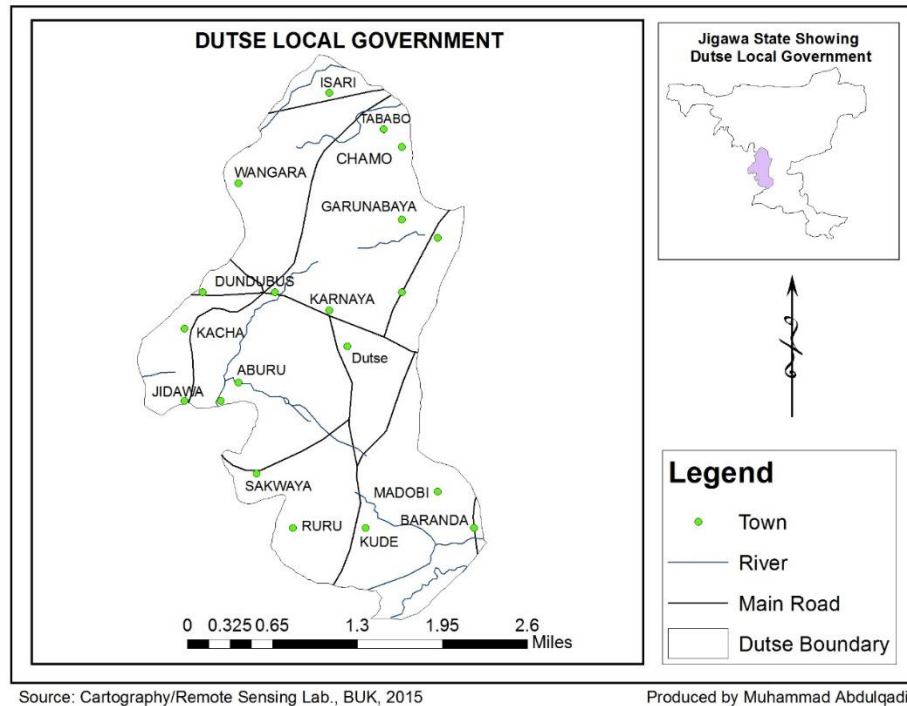 DUTSE LOCAL GOVERNMENT
ISARI
TABABO
CHAMO
WANGARA
GARUNABAYA
DUNDUBUS
KARNAYA
KACHA
Dutse
ABURU
JIDAWA
SAKWAYA
MADOBI
RURU
KUDE
BARANDA
0 0.325 0.65 1.3 1.95 2.6
Miles
Jigawa State Showing
Dutse Local Government
Legend
Town
River
Main Road
Dutse Boundary
Source: Cartography/Remote Sensing Lab., BUK, 2015
Produced by Muhammad Abdulqadi